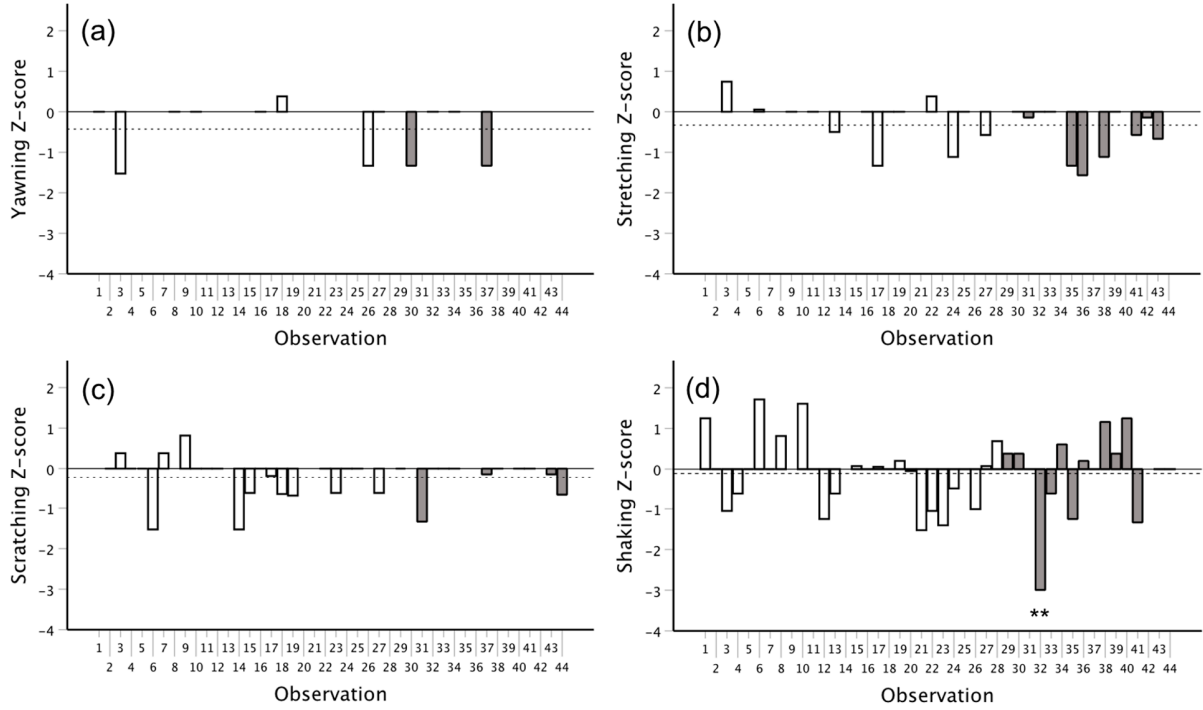 (a)
Yawning Z-score
2
1
0
-1
-2
-3
-4
1 3 5 7 9 11 13 15 17 19 21 23 25 27 29 31 33 35 37 39 41 43
2 4 6 8 10 12 14 16 18 20 22 24 26 28 30 32 34 36 38 40 42 44
Observation
(b)
Stretching Z-score
2
1
0
-1
-2
-3
-4
1 3 5 7 9 11 13 15 17 19 21 23 25 27 29 31 33 35 37 39 41 43
2 4 6 8 10 12 14 16 18 20 22 24 26 28 30 32 34 36 38 40 42 44
Observation
(c)
Scratching Z-score
2
1
0
-1
-2
-3
-4
1 3 5 7 9 11 13 15 17 19 21 23 25 27 29 31 33 35 37 39 41 43
2 4 6 8 10 12 14 16 18 20 22 24 26 28 30 32 34 36 38 40 42 44
Observation
(d)
Shaking Z-score
2
1
0
-1
-2
-3
-4
**
1 3 5 7 9 11 13 15 17 19 21 23 25 27 29 31 33 35 37 39 41 43
2 4 6 8 10 12 14 16 18 20 22 24 26 28 30 32 34 36 38 40 42 44
Observation